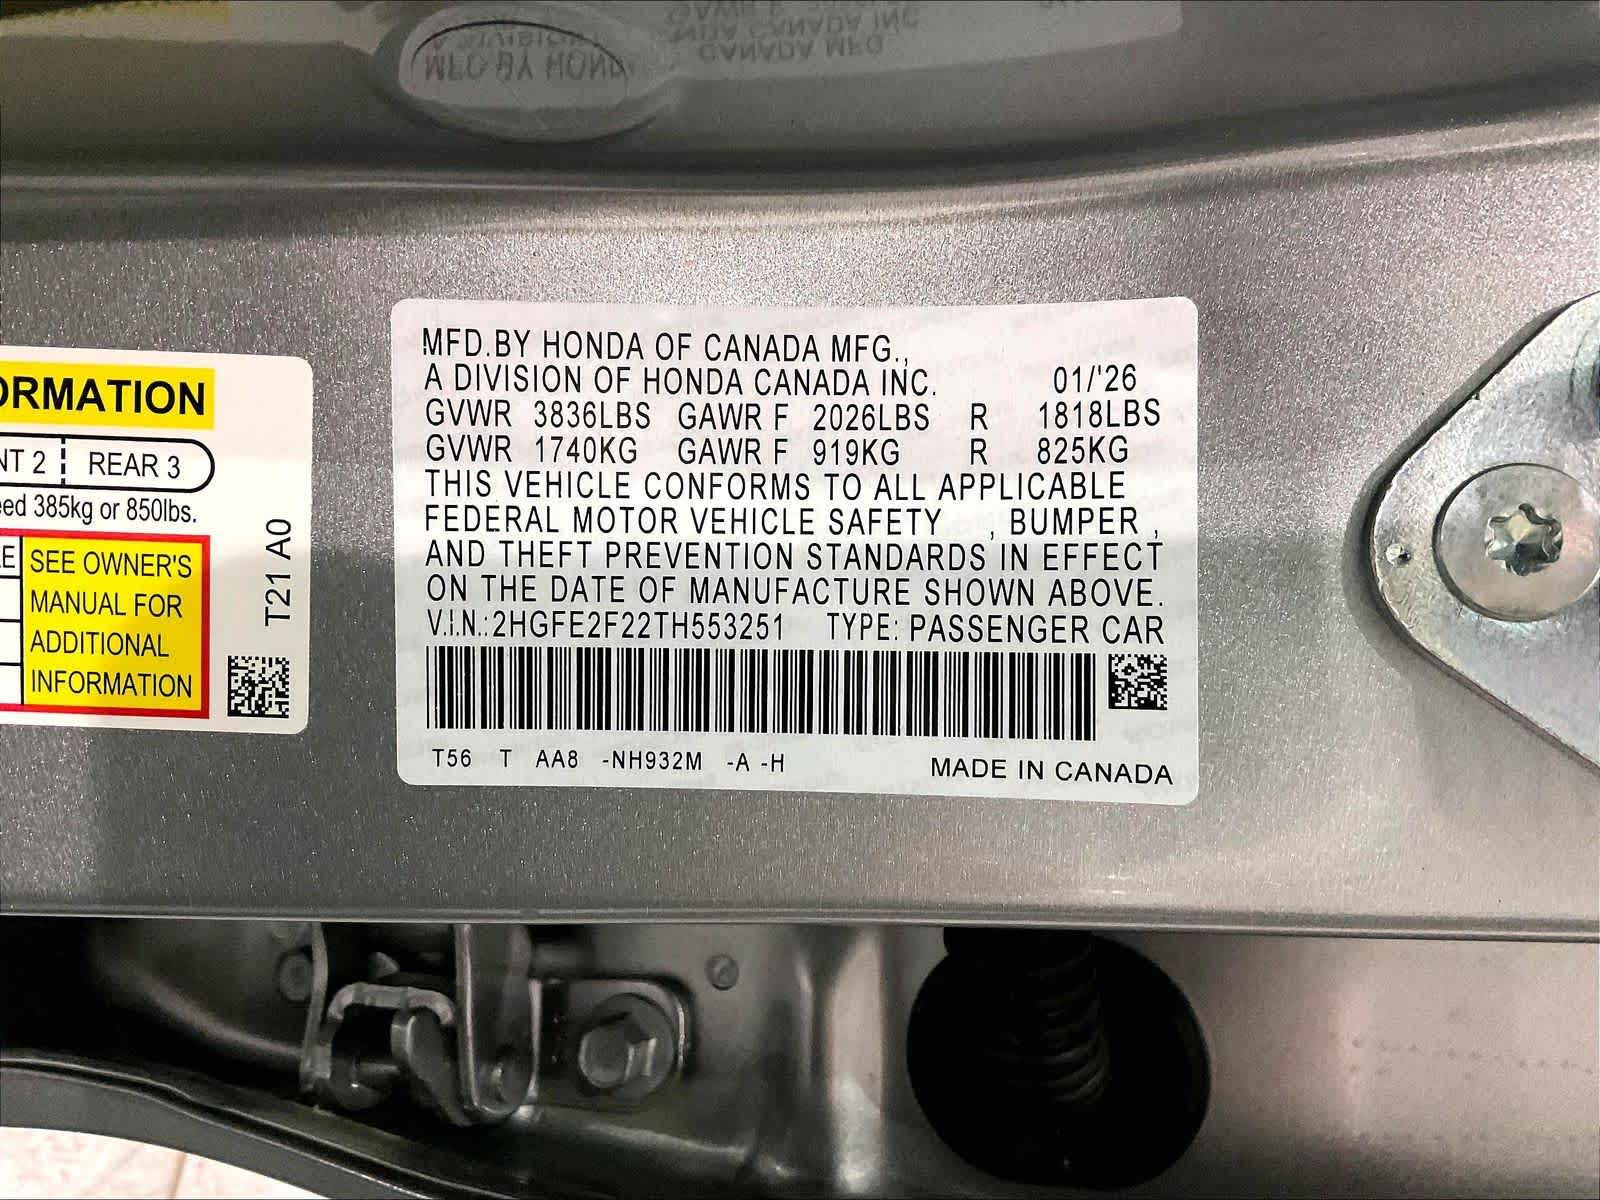 ORMATION
NT 2 REAR 3
eed 385kg or 850lbs.
E SEE OWNER'S
MANUAL FOR
ADDITIONAL
INFORMATION
T21 A0
MFD.BY HONDA OF CANADA MFG.,
A DIVISION OF HONDA CANADA INC. 01/'26
GVWR 3836LBS GAWR F 2026LBS R 1818LBS
GVWR 1740KG GAWR F 919KG R 825KG
THIS VEHICLE CONFORMS TO ALL APPLICABLE
FEDERAL MOTOR VEHICLE SAFETY , BUMPER ,
AND THEFT PREVENTION STANDARDS IN EFFECT
ON THE DATE OF MANUFACTURE SHOWN ABOVE.
V.I.N.:2HGFE2F22TH553251 TYPE: PASSENGER CAR
T56 T AA8 -NH932M -A -H MADE IN CANADA